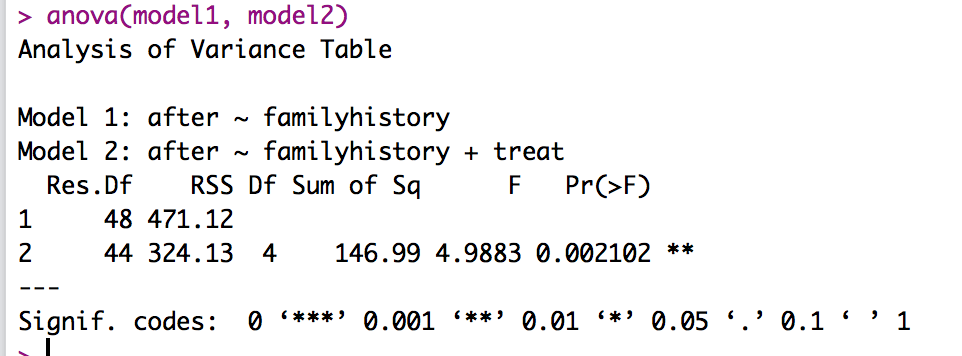 > anova(model1, model2)
Analysis of Variance Table

Model 1: after ~ familyhistory
Model 2: after ~ familyhistory + treat
  Res.Df    RSS Df Sum of Sq      F   Pr(>F)
1     48 471.12
2     44 324.13  4    146.99 4.9883 0.002102 **
---
Signif. codes:  0 ‘***’ 0.001 ‘**’ 0.01 ‘*’ 0.05 ‘.’ 0.1 ‘ ’ 1
>